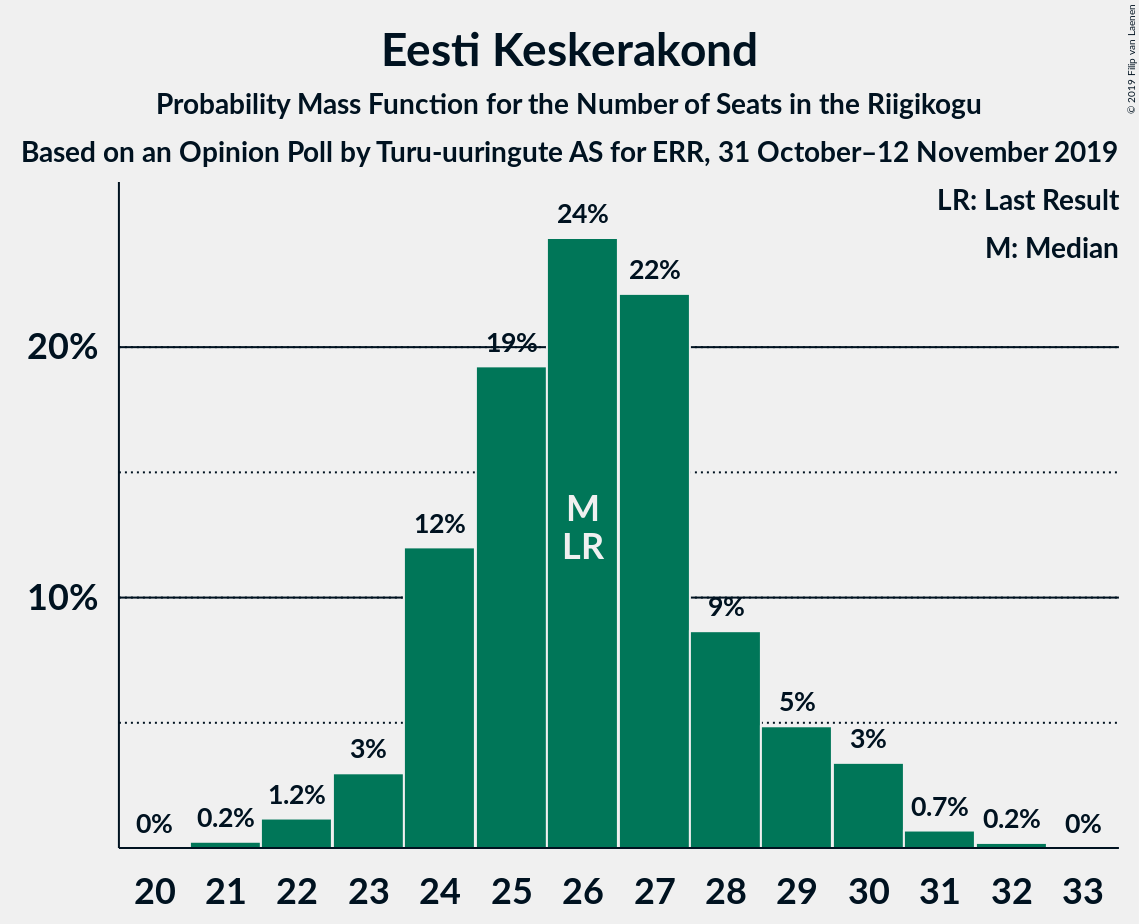 © 2019 Filip van Laenen
Eesti Keskerakond
Probability Mass Function for the Number of Seats in the Riigikogu
Based on an Opinion Poll by Turu-uuringute AS for ERR, 31 October–12 November 2019
LR: Last Result
M: Median
20%
10%
0% 0.2% 1.2% 3% 12% 19% 24% 22% 9% 5% 3% 0.7% 0.2% 0%
M
LR
20 21 22 23 24 25 26 27 28 29 30 31 32 33